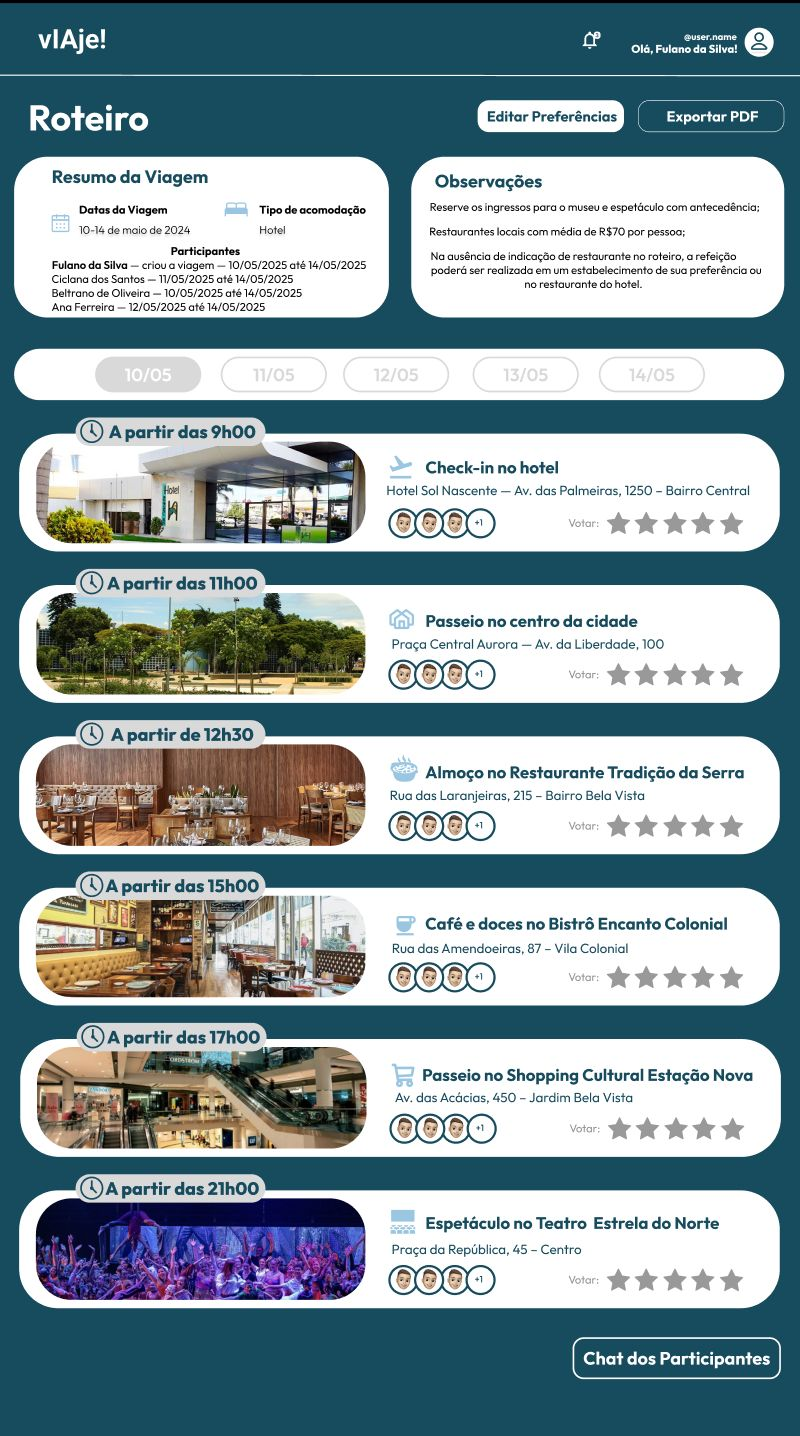 vIAje!
@user.name
Olá, Fulano da Silva!
Roteiro
Editar Preferências
Exportar PDF
Resumo da Viagem
Datas da Viagem
10-14 de maio de 2024
Tipo de acomodação
Hotel
Participantes
Fulano da Silva — criou a viagem — 10/05/2025 até 14/05/2025
Ciclana dos Santos — 11/05/2025 até 14/05/2025
Beltrano de Oliveira — 10/05/2025 até 14/05/2025
Ana Ferreira — 12/05/2025 até 14/05/2025
Observações
Reserve os ingressos para o museu e espetáculo com antecedência;
Restaurantes locais com média de R$70 por pessoa;
Na ausência de indicação de restaurante no roteiro, a refeição
poderá ser realizada em um estabelecimento de sua preferência ou
no restaurante do hotel.
10/05
11/05
12/05
13/05
14/05
A partir das 9h00
Hotel
Check-in no hotel
Hotel Sol Nascente — Av. das Palmeiras, 1250 – Bairro Central
+1
Votar:
A partir das 11h00
Passeio no centro da cidade
Praça Central Aurora — Av. da Liberdade, 100
+1
Votar:
A partir de 12h30
Almoço no Restaurante Tradição da Serra
Rua das Laranjeiras, 215 – Bairro Bela Vista
+1
Votar:
A partir das 15h00
Café e doces no Bistrô Encanto Colonial
Rua das Amendoeiras, 87 – Vila Colonial
+1
Votar:
A partir das 17h00
NORDSTROM
Passeio no Shopping Cultural Estação Nova
Av. das Acácias, 450 – Jardim Bela Vista
+1
Votar:
A partir das 21h00
Espetáculo no Teatro Estrela do Norte
Praça da República, 45 – Centro
+1
Votar:
Chat dos Participantes